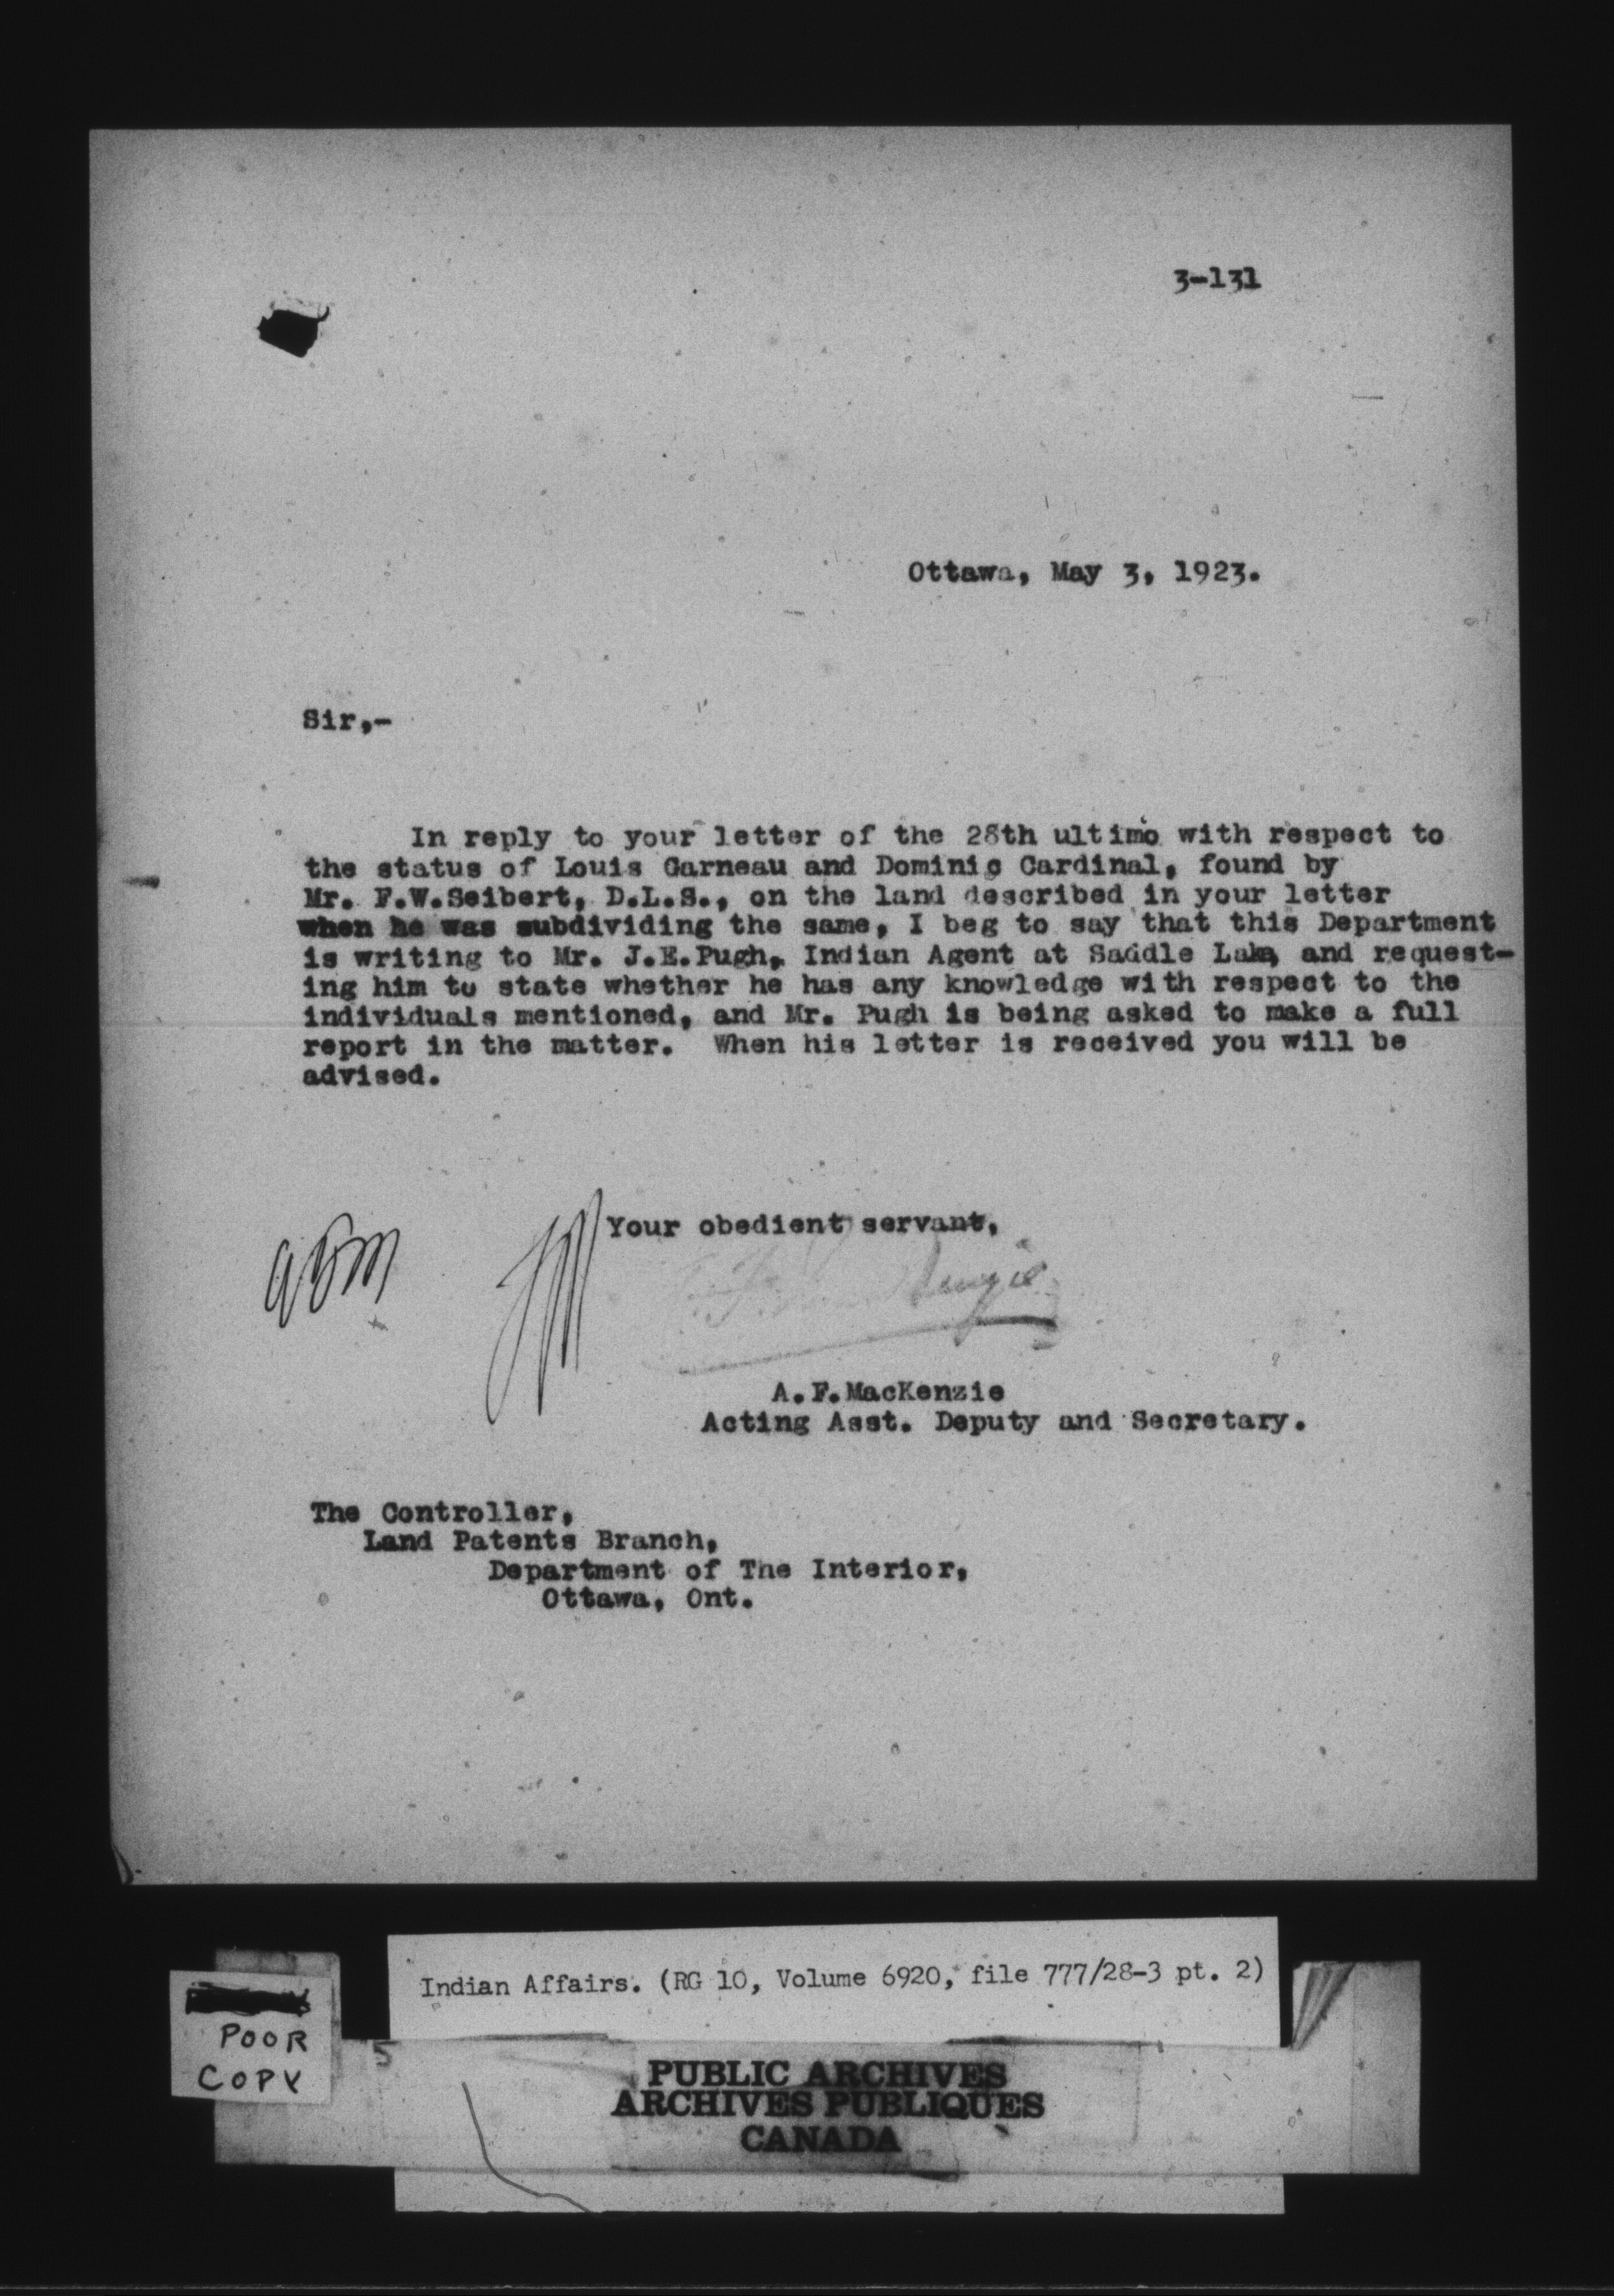 3-131
Ottawa, May 3, 1923.
Sir,-
In reply to your letter of the 28th ultimo with respect to
the status of Louis Garneau and Dominic Cardinal, found by
Mr. F.W.Seibert, D.L.S., on the land described in your letter
when he was subdividing the same, I beg to say that this Department
is writing to Mr. J.E.Pugh, Indian Agent at Saddle Lake, and request-
ing him to state whether he has any knowledge with respect to the
individuals mentioned, and Mr. Pugh is being asked to make a full
report in the matter. When his letter is received you will be
advised.
Your obedient servant,
A.F.MacKenzie
Acting Asst. Deputy and Secretary.
The Controller,
Land Patents Branch,
Department of The Interior,
Ottawa, Ont.
Indian Affairs. (RG 10, Volume 6920, file 777/28-3 pt. 2)
POOR
COPY
5
PUBLIC ARCHIVES
ARCHIVES PUBLIQUES
CANADA